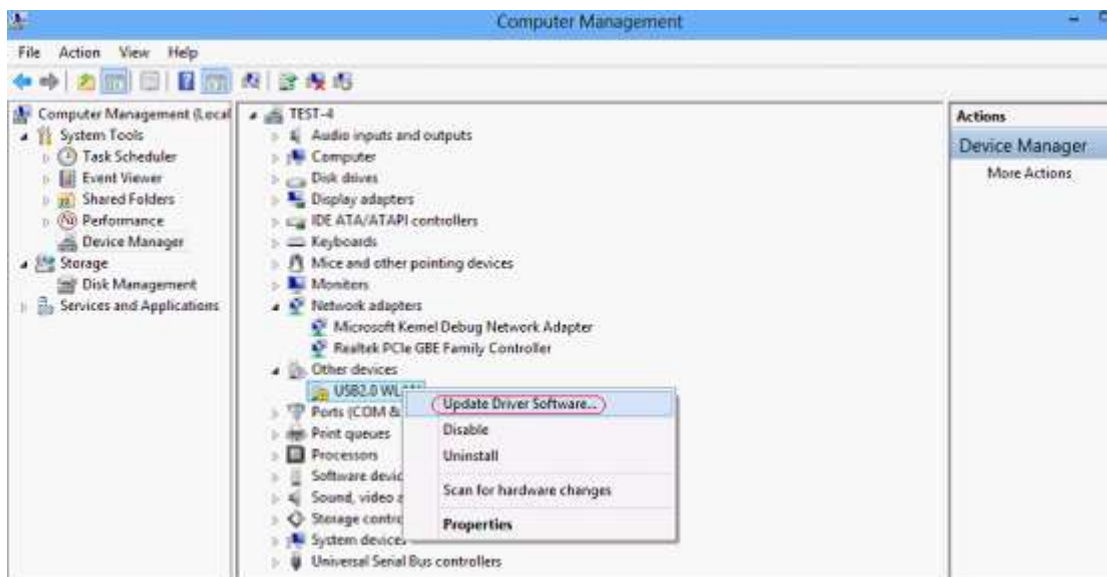 Computer Management
File Action View Help
Computer Management (Local
System Tools
Task Scheduler
Event Viewer
Shared Folders
Performance
Device Manager
Storage
Disk Management
Services and Applications
TEST-4
Audio inputs and outputs
Computer
Disk drives
Display adapters
IDE ATA/ATAPI controllers
Keyboards
Mice and other pointing devices
Monitors
Network adapters
Microsoft Kernel Debug Network Adapter
Realtek PCIe GBE Family Controller
Other devices
USB2.0 WL
Ports (COM &
Print queues
Processors
Software devic
Sound, video a
Storage contro
System devices
Universal Serial Bus controllers
Update Driver Software...
Disable
Uninstall
Scan for hardware changes
Properties
Actions
Device Manager
More Actions